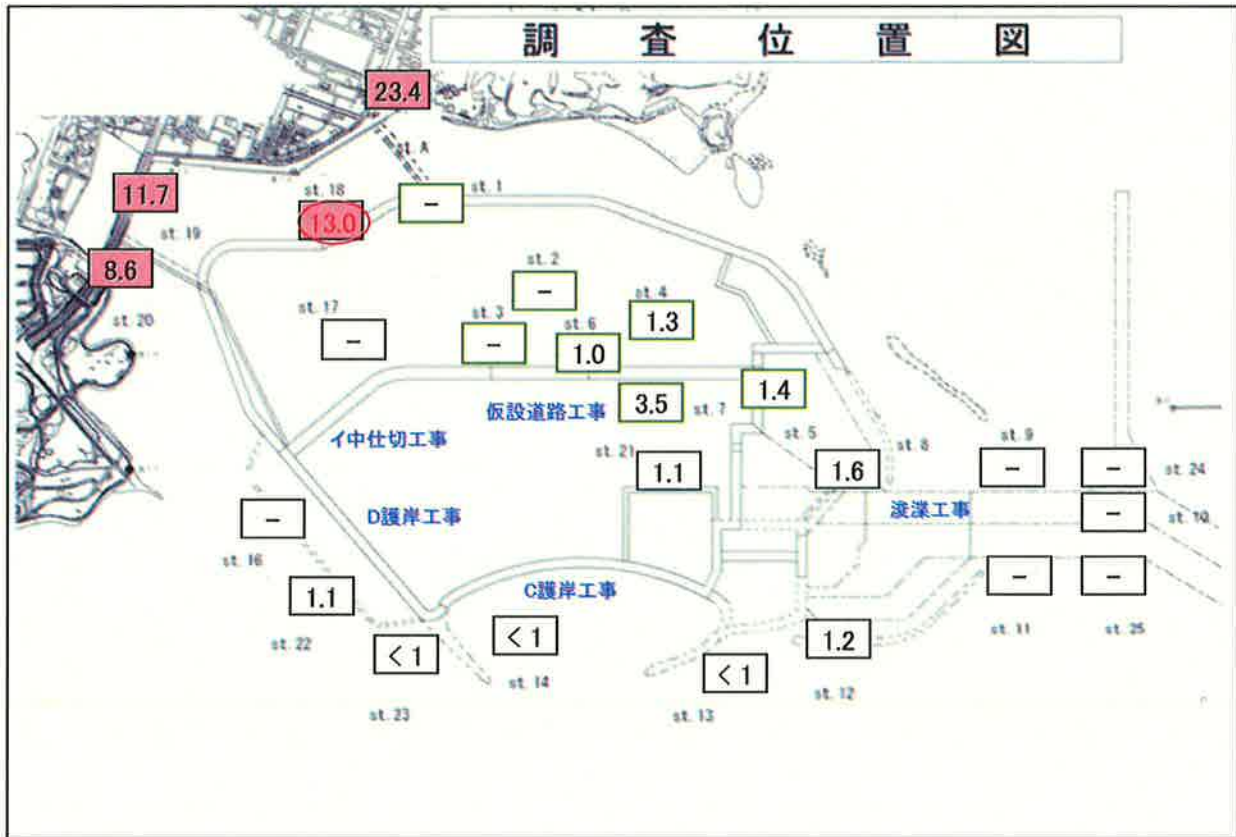 調査位置図
23.4
st. A
11.7
st. 18
13.0
-
st. 1
st. 19
8.6
st. 2
-
st. 4
1.3
st. 20
st. 17
-
st. 3
-
st. 6
1.0
3.5
st. 7
1.4
仮設道路工事
イ中仕切工事
st. 21
1.1
st. 5
1.6
st. 8
st. 9
-
-
st. 24
浚渫工事
-
st. 10
D護岸工事
-
st. 16
C護岸工事
1.1
st. 22
-
st. 11
-
st. 25
<1
st. 23
<1
st. 14
<1
st. 13
1.2
st. 12